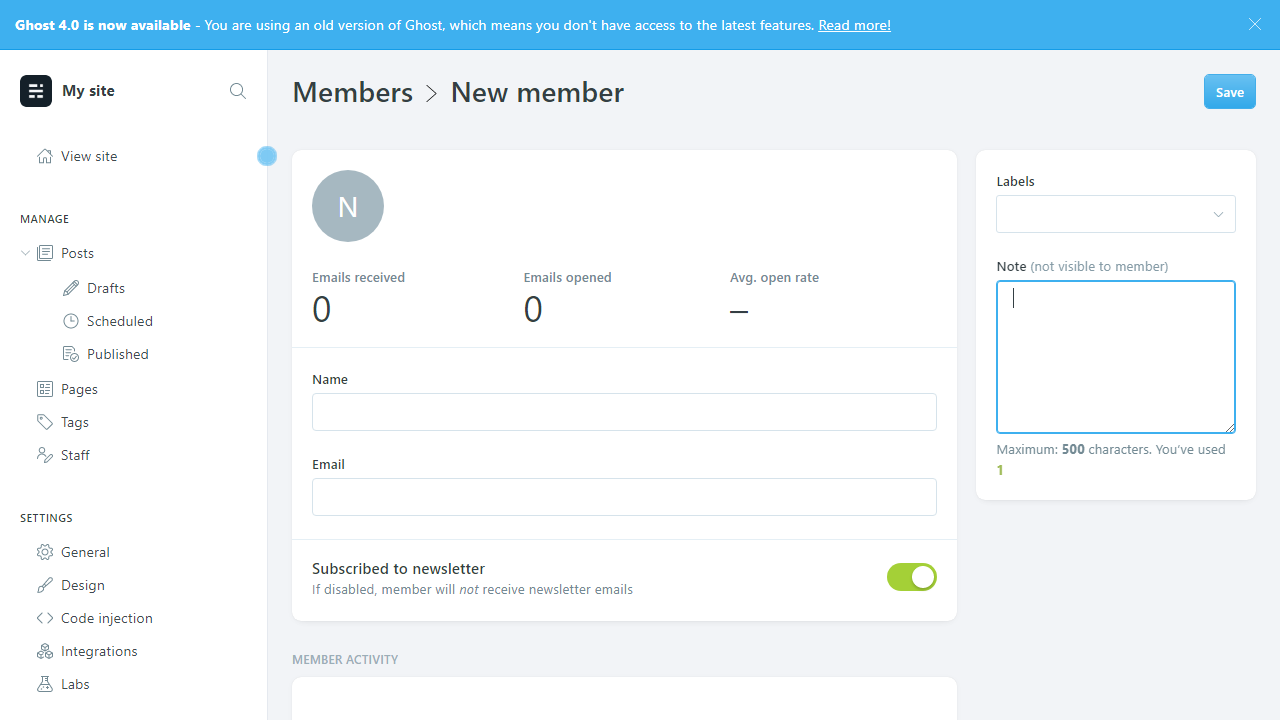 Ghost 4.0 is now available - You are using an old version of Ghost, which means you don't have access to the latest features. Read more!
My site
View site
MANAGE
Posts
Drafts
Scheduled
Published
Pages
Tags
Staff
SETTINGS
General
Design
Code injection
Integrations
Labs
Members > New member
Save
N
Emails received
0
Emails opened
0
Avg. open rate
–
Name
Email
Subscribed to newsletter
If disabled, member will not receive newsletter emails
MEMBER ACTIVITY
Labels
Note (not visible to member)
Maximum: 500 characters. You've used
1